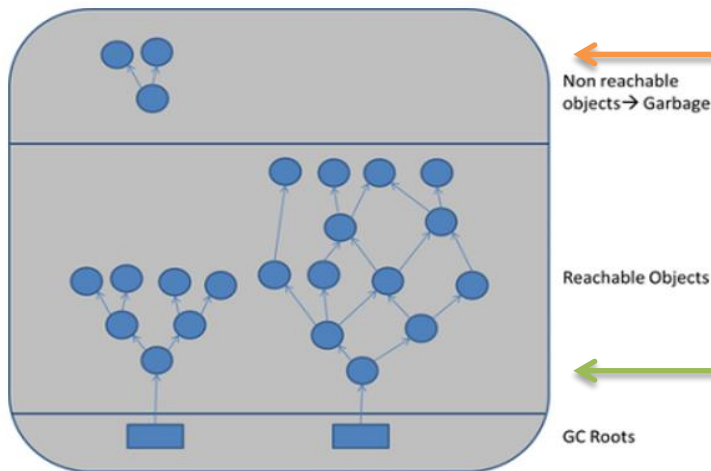 Non reachable
objects→ Garbage
Reachable Objects
GC Roots